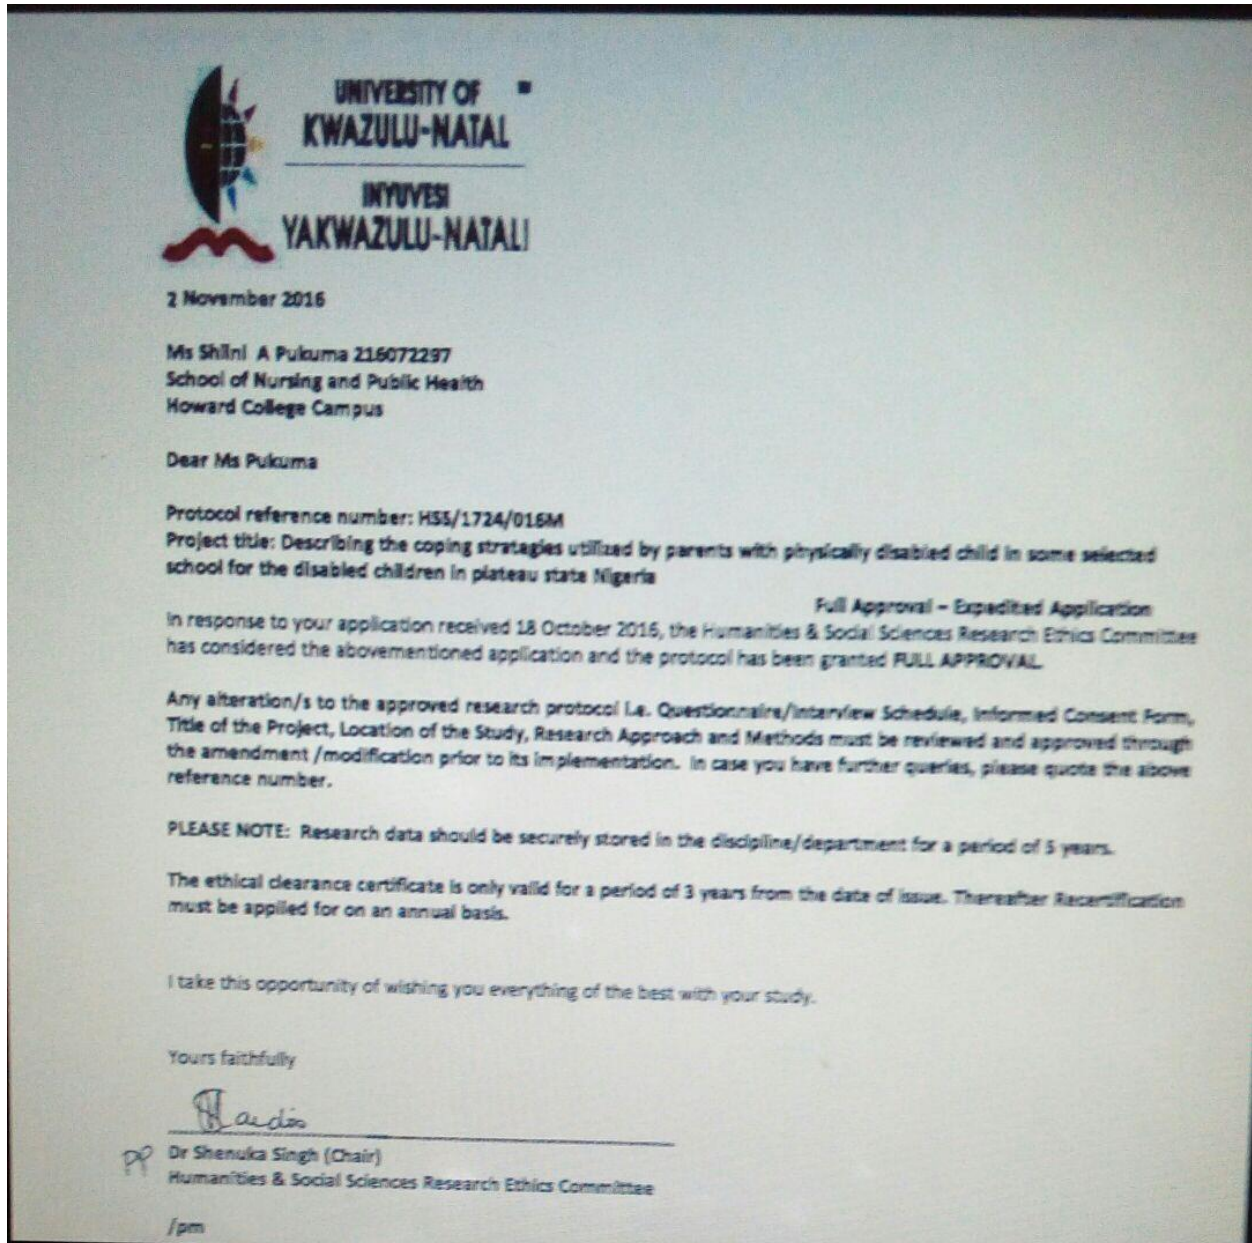 UNIVERSITY OF
KWAZULU-NATAL
INYUVESI
YAKWAZULU-NATALI
2 November 2016
Ms Shiini A Pukuma 216072297
School of Nursing and Public Health
Howard College Campus
Dear Ms Pukuma
Protocol reference number: HSS/1724/016M
Project title: Describing the coping strategies utilized by parents with physically disabled child in some selected
school for the disabled children in plateau state Nigeria
Full Approval – Expedited Application
In response to your application received 18 October 2016, the Humanities & Social Sciences Research Ethics Committee
has considered the abovementioned application and the protocol has been granted FULL APPROVAL.
Any alteration/s to the approved research protocol i.e. Questionnaire/Interview Schedule, Informed Consent Form,
Title of the Project, Location of the Study, Research Approach and Methods must be reviewed and approved through
the amendment /modification prior to its implementation. In case you have further queries, please quote the above
reference number.
PLEASE NOTE: Research data should be securely stored in the discipline/department for a period of 5 years.
The ethical clearance certificate is only valid for a period of 3 years from the date of issue. Thereafter Recertification
must be applied for on an annual basis.
I take this opportunity of wishing you everything of the best with your study.
Yours faithfully
pp Dr Shenuka Singh (Chair)
Humanities & Social Sciences Research Ethics Committee
/pm